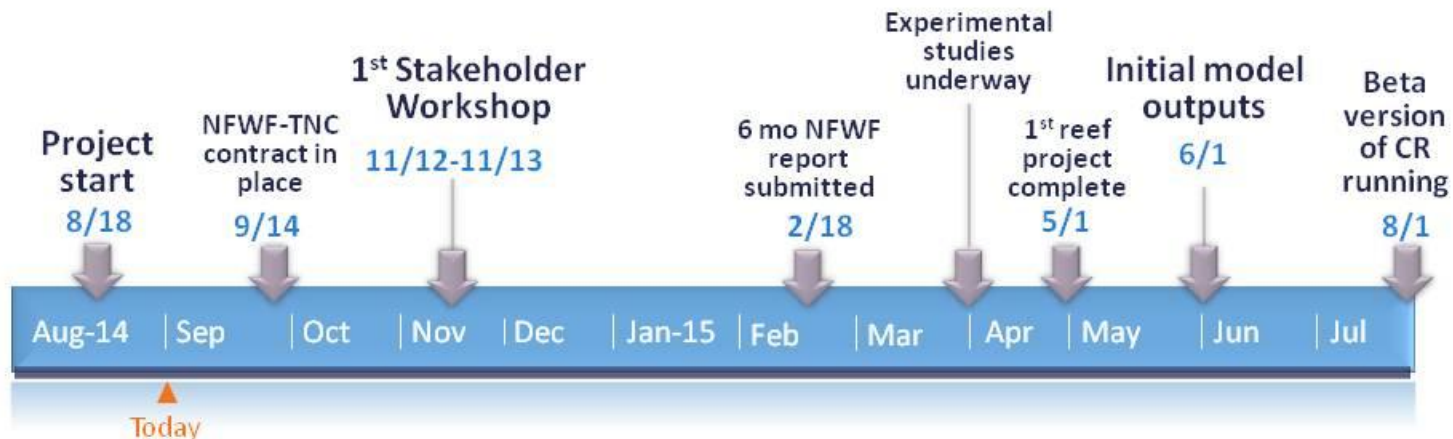 Project
start
8/18
NFWF-TNC
contract in
place
9/14
1st Stakeholder
Workshop
11/12-11/13
6 mo NFWF
report
submitted
2/18
Experimental
studies
underway
1st reef
project
complete
5/1
Initial model
outputs
6/1
Beta
version
of CR
running
8/1
Aug-14 Sep Oct Nov Dec Jan-15 Feb Mar Apr May Jun Jul
Today